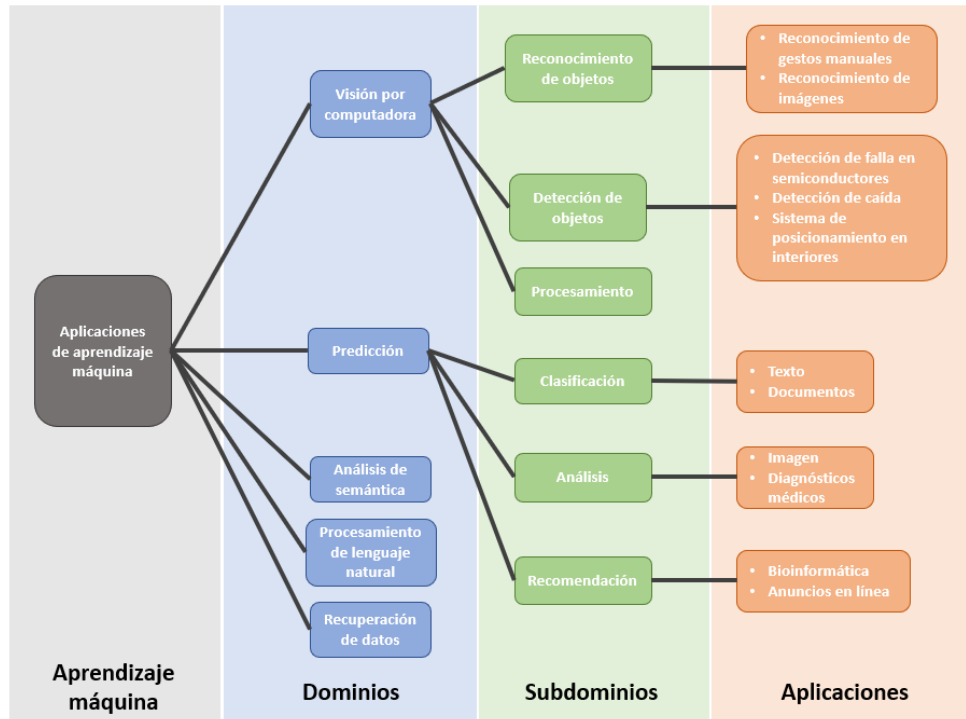 Aplicaciones
de aprendizaje
máquina
Visión por
computadora
Predicción
Análisis de
semántica
Procesamiento
de lenguaje
natural
Recuperación
de datos
Reconocimiento
de objetos
Detección de
objetos
Procesamiento
Clasificación
Análisis
Recomendación
• Reconocimiento de
gestos manuales
• Reconocimiento de
imágenes
• Detección de falla en
semiconductores
• Detección de caída
• Sistema de
posicionamiento en
interiores
• Texto
• Documentos
• Imagen
• Diagnósticos
médicos
• Bioinformática
• Anuncios en línea
Aprendizaje
máquina
Dominios
Subdominios
Aplicaciones